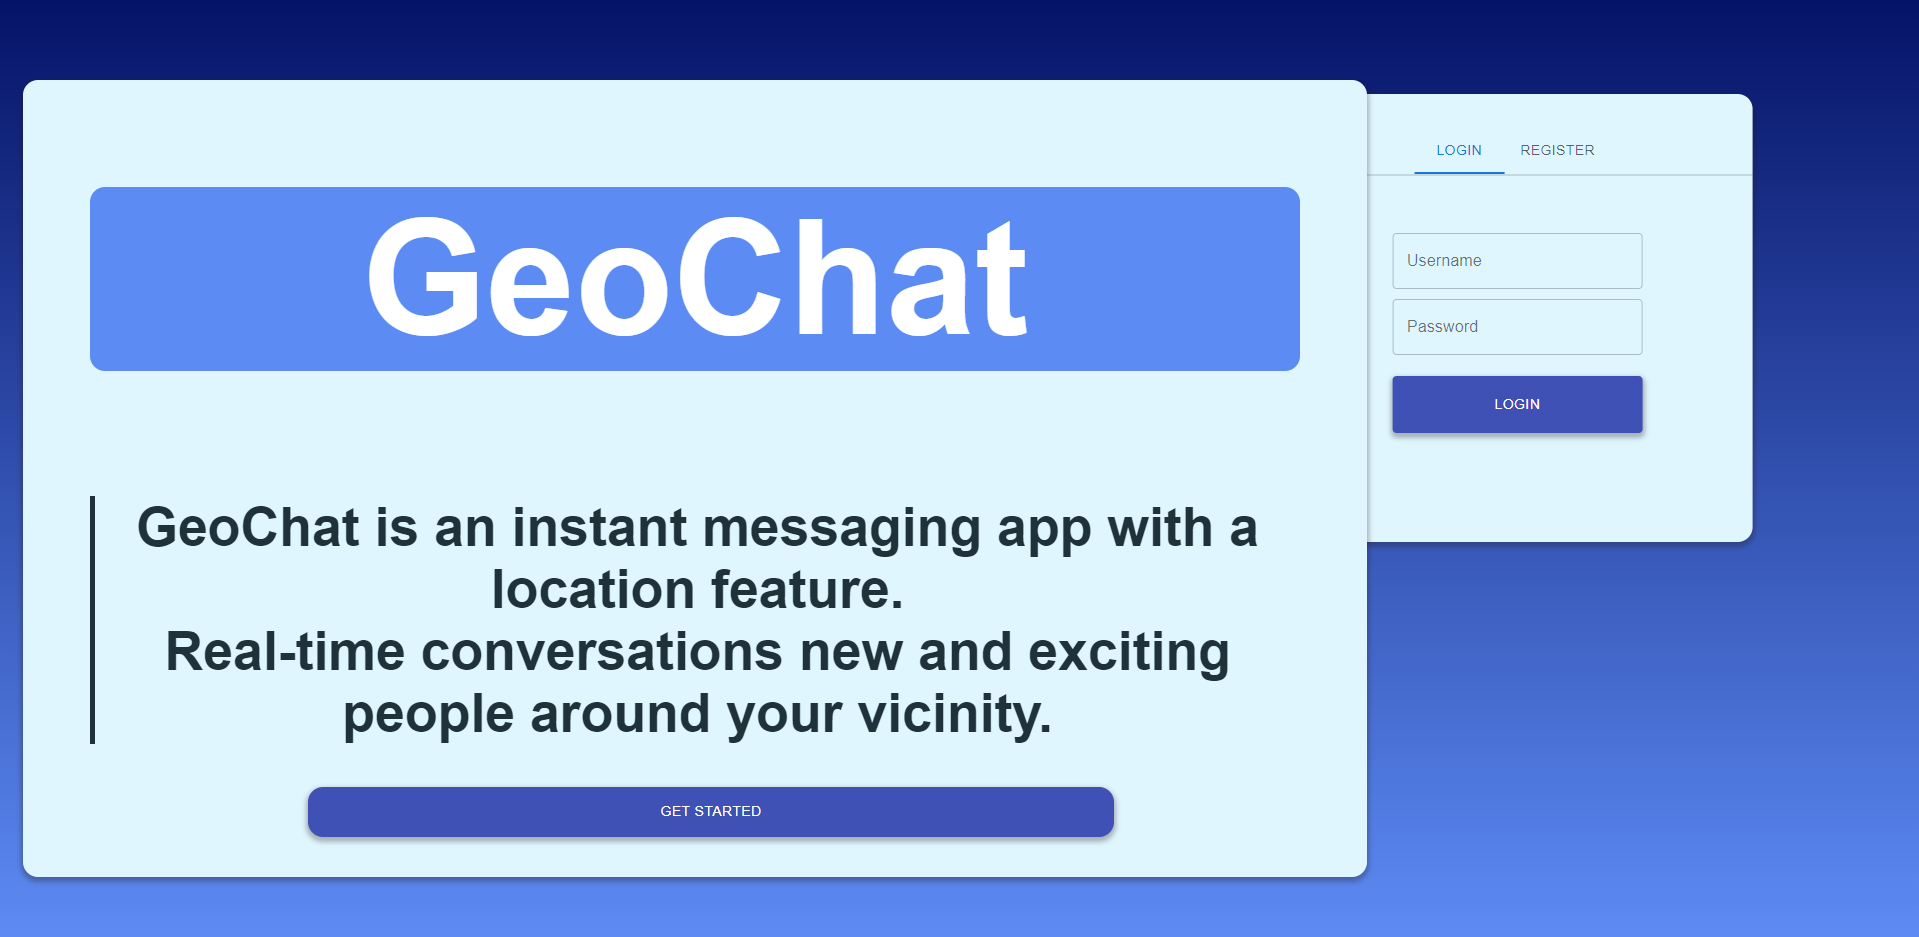 GeoChat
GeoChat is an instant messaging app with a
location feature.
Real-time conversations new and exciting
people around your vicinity.
GET STARTED
LOGIN REGISTER
Username
Password
LOGIN